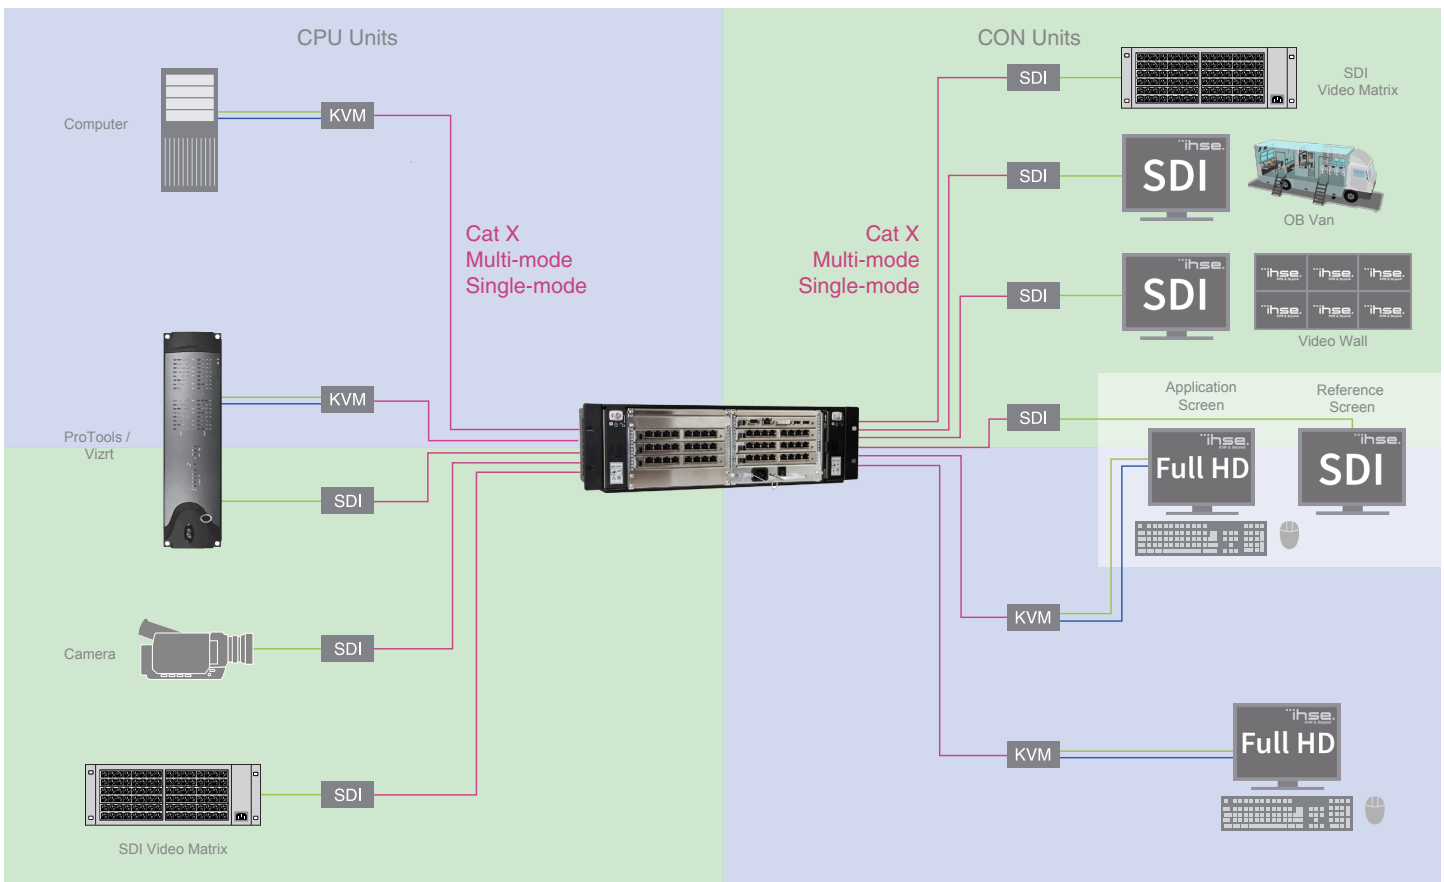 CPU Units
CON Units
Computer
KVM
Cat X
Multi-mode
Single-mode
ProTools /
Vizrt
KVM
SDI
Camera
SDI
SDI
SDI Video Matrix
Cat X
Multi-mode
Single-mode
SDI
SDI
Video Matrix
SDI
ihse.
SDI
OB Van
SDI
ihse.
SDI
ihse.
ihse.
ihse.
ihse.
ihse.
ihse.
Video Wall
Application
Screen
Reference
Screen
SDI
ihse.
Full HD
ihse.
SDI
KVM
KVM
ihse.
Full HD